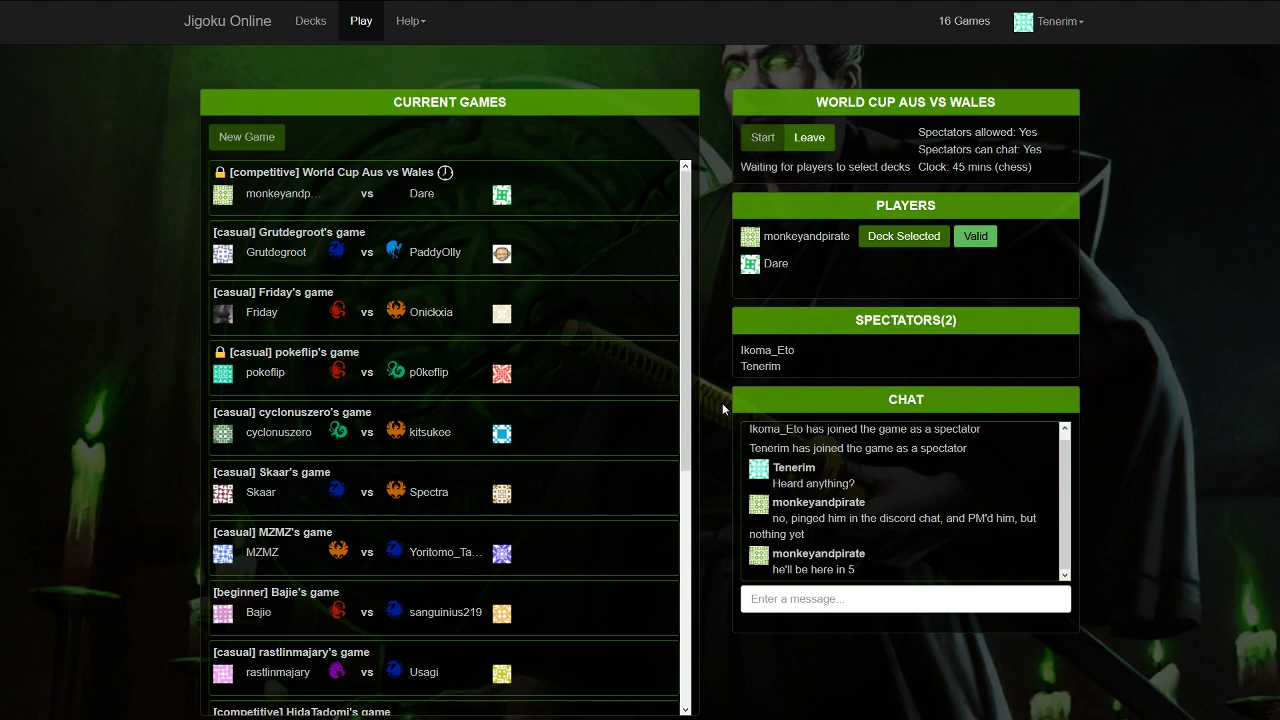 Jigoku Online Decks Play Help 16 Games Tenerim
CURRENT GAMES
New Game
[competitive] World Cup Aus vs Wales
monkeyandp... vs Dare
[casual] Grutdegroot's game
Grutdegroot vs PaddyOlly
[casual] Friday's game
Friday vs Onickxia
[casual] pokeflip's game
pokeflip vs p0keflip
[casual] cyclonuszero's game
cyclonuszero vs kitsukee
[casual] Skaar's game
Skaar vs Spectra
[casual] MZMZ's game
MZMZ vs Yoritomo_Ta...
[beginner] Bajie's game
Bajie vs sanguinius219
[casual] rastlinmajary's game
rastlinmajary vs Usagi
[competitive] HidaTadomi's game
WORLD CUP AUS VS WALES
Start Leave
Spectators allowed: Yes
Spectators can chat: Yes
Waiting for players to select decks Clock: 45 mins (chess)
PLAYERS
monkeyandpirate Deck Selected Valid
Dare
SPECTATORS(2)
Ikoma_Eto
Tenerim
CHAT
Ikoma_Eto has joined the game as a spectator
Tenerim has joined the game as a spectator
Tenerim
Heard anything?
monkeyandpirate
no, pinged him in the discord chat, and PM'd him, but
nothing yet
monkeyandpirate
he'll be here in 5
Enter a message...